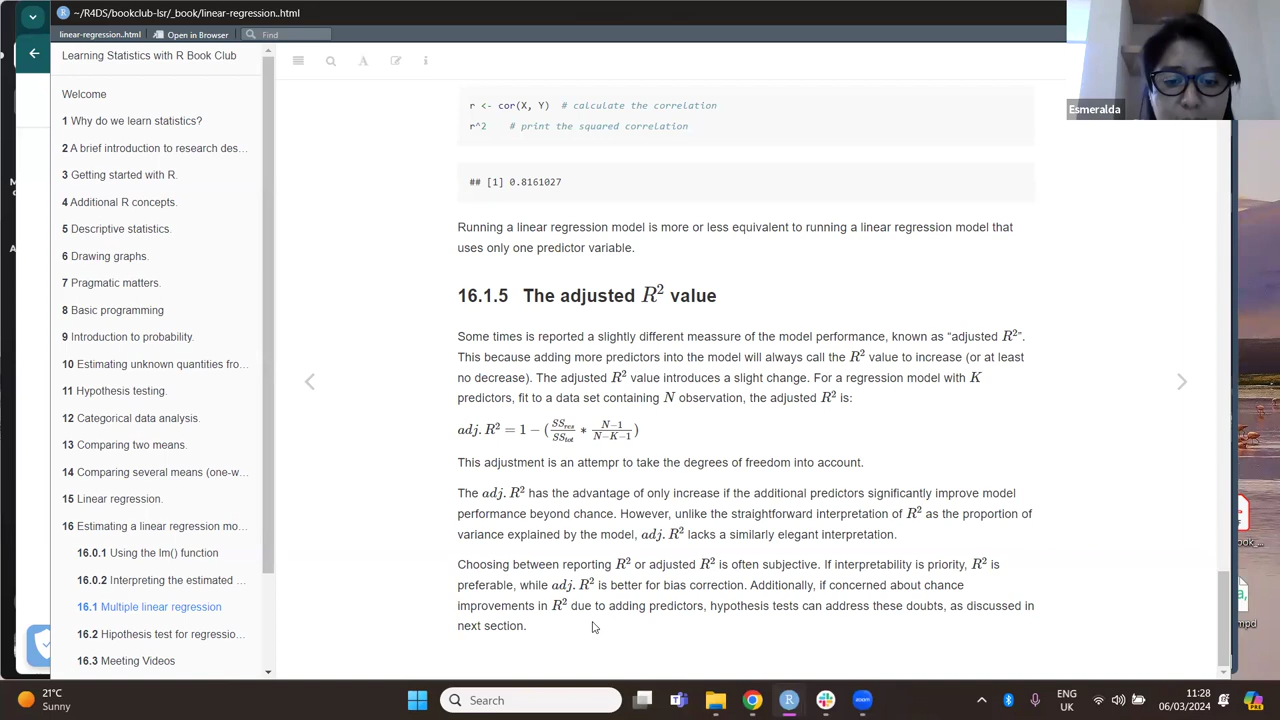 ~/R4DS/bookclub-lsr/_book/linear-regression..html
linear-regression..html
Open in Browser
Find
Learning Statistics with R Book Club
Welcome
1 Why do we learn statistics?
2 A brief introduction to research des…
3 Getting started with R.
4 Additional R concepts.
5 Descriptive statistics.
6 Drawing graphs.
7 Pragmatic matters.
8 Basic programming
9 Introduction to probability.
10 Estimating unknown quantities fro…
11 Hypothesis testing.
12 Categorical data analysis.
13 Comparing two means.
14 Comparing several means (one-w…
15 Linear regression.
16 Estimating a linear regression mo…
16.0.1 Using the lm() function
16.0.2 Interpreting the estimated …
16.1 Multiple linear regression
16.2 Hipothesis test for regressio…
16.3 Meeting Videos
r <- cor(X, Y)  # calculate the correlation
r^2    # print the squared correlation
## [1] 0.8161027
Running a linear regression model is more or less equivalent to running a linear regression model that
uses only one predictor variable.
16.1.5 The adjusted R² value
Some times is reported a slightly different meassure of the model performance, known as “adjusted R²”.
This because adding more predictors into the model will always call the R² value to increase (or at least
no decrease). The adjusted R² value introduces a slight change. For a regression model with K
predictors, fit to a data set containing N observation, the adjusted R² is:
adj. R² = 1 − (SSres/SStot ∗ N−1/N−K−1)
This adjustment is an attempr to take the degrees of freedom into account.
The adj. R² has the advantage of only increase if the additional predictors significantly improve model
performance beyond chance. However, unlike the straightforward interpretation of R² as the proportion of
variance explained by the model, adj. R² lacks a similarly elegant interpretation.
Choosing between reporting R² or adjusted R² is often subjective. If interpretability is priority, R² is
preferable, while adj. R² is better for bias correction. Additionally, if concerned about chance
improvements in R² due to adding predictors, hypothesis tests can address these doubts, as discussed in
next section.
Esmeralda
21°C
Sunny
Search
ENG
UK
11:28
06/03/2024